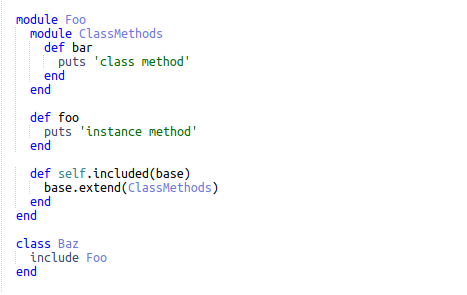 module Foo
  module ClassMethods
    def bar
      puts 'class method'
    end
  end

  def foo
    puts 'instance method'
  end

  def self.included(base)
    base.extend(ClassMethods)
  end
end

class Baz
  include Foo
end